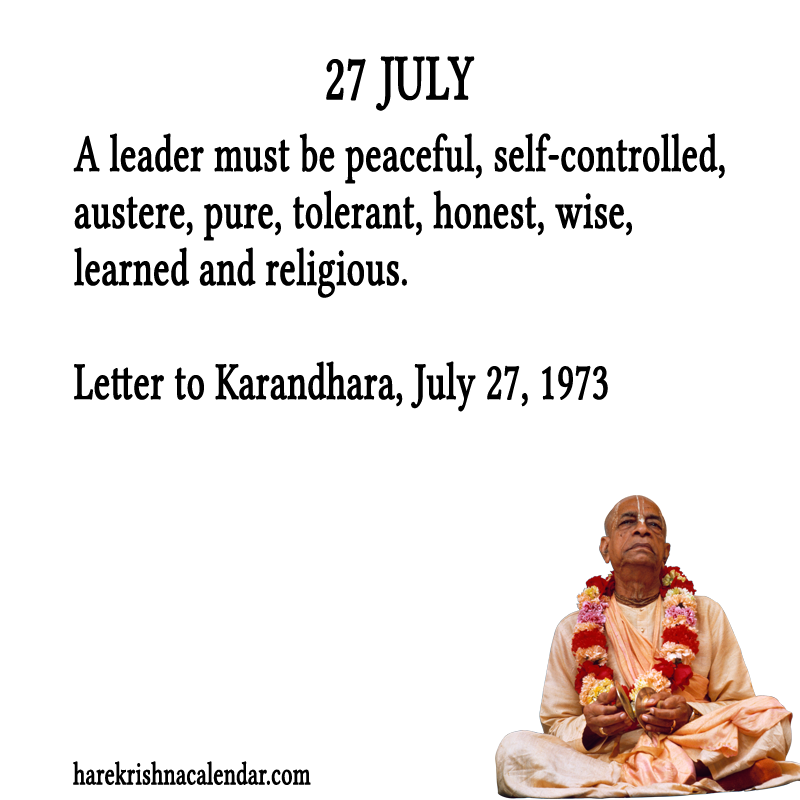 27 JULY
A leader must be peaceful, self-controlled,
austere, pure, tolerant, honest, wise,
learned and religious.
Letter to Karandhara, July 27, 1973
harekrishnacalendar.com